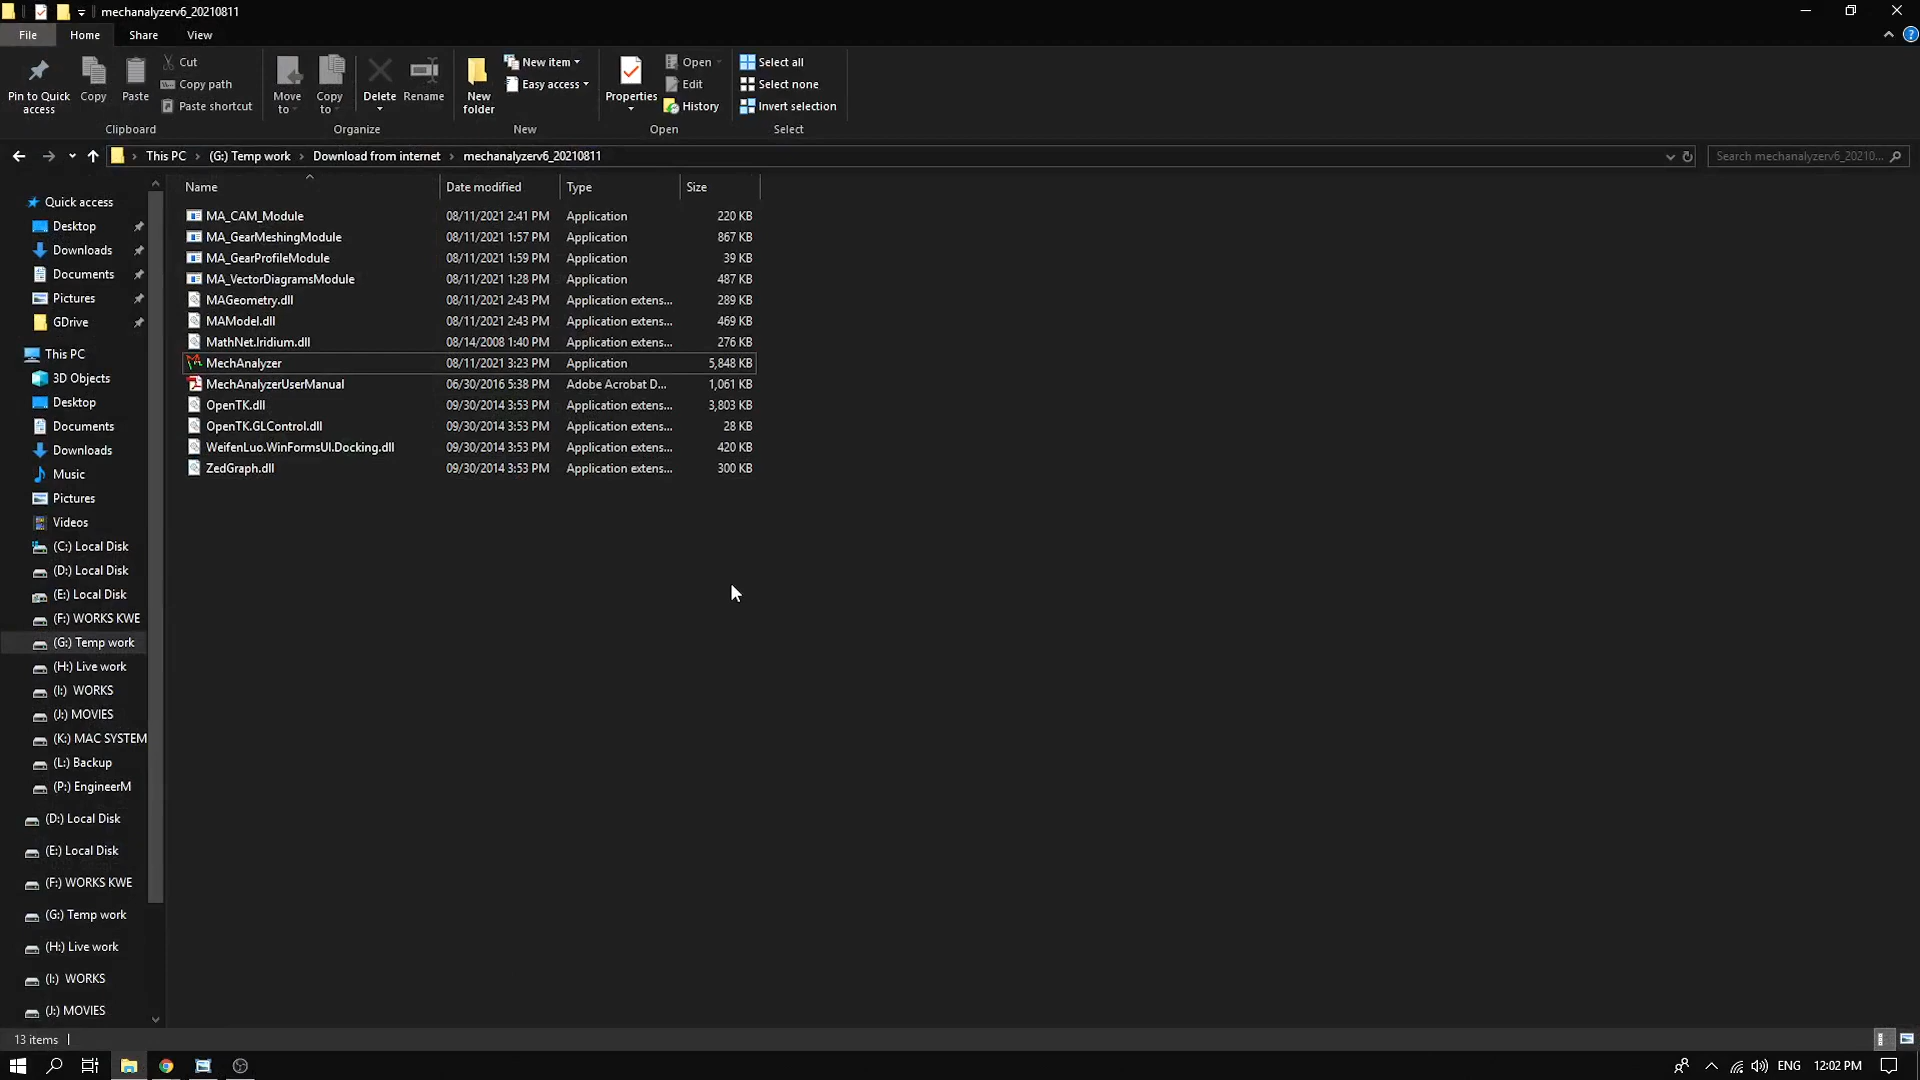 mechanalyzerv6_20210811
File Home Share View
Pin to Quick access
Copy
Paste
Cut
Copy path
Paste shortcut
Move to
Copy to
Delete
Rename
New folder
New item
Easy access
Properties
Open
Edit
History
Select all
Select none
Invert selection
Clipboard Organize New Open Select
This PC (G:) Temp work Download from internet mechanalyzerv6_20210811
Search mechanalyzerv6_20210...
Name Date modified Type Size
MA_CAM_Module 08/11/2021 2:41 PM Application 220 KB
MA_GearMeshingModule 08/11/2021 1:57 PM Application 867 KB
MA_GearProfileModule 08/11/2021 1:59 PM Application 39 KB
MA_VectorDiagramsModule 08/11/2021 1:28 PM Application 487 KB
MAGeometry.dll 08/11/2021 2:43 PM Application extens... 289 KB
MAModel.dll 08/11/2021 2:43 PM Application extens... 469 KB
MathNet.Iridium.dll 08/14/2008 1:40 PM Application extens... 276 KB
MechAnalyzer 08/11/2021 3:23 PM Application 5,848 KB
MechAnalyzerUserManual 06/30/2016 5:38 PM Adobe Acrobat D... 1,061 KB
OpenTK.dll 09/30/2014 3:53 PM Application extens... 3,803 KB
OpenTK.GLControl.dll 09/30/2014 3:53 PM Application extens... 28 KB
WeifenLuo.WinFormsUI.Docking.dll 09/30/2014 3:53 PM Application extens... 420 KB
ZedGraph.dll 09/30/2014 3:53 PM Application extens... 300 KB
Quick access
Desktop
Downloads
Documents
Pictures
GDrive
This PC
3D Objects
Desktop
Documents
Downloads
Music
Pictures
Videos
(C:) Local Disk
(D:) Local Disk
(E:) Local Disk
(F:) WORKS KWE
(G:) Temp work
(H:) Live work
(I:) WORKS
(J:) MOVIES
(K:) MAC SYSTEM
(L:) Backup
(P:) EngineerM
(D:) Local Disk
(E:) Local Disk
(F:) WORKS KWE
(G:) Temp work
(H:) Live work
(I:) WORKS
(J:) MOVIES
13 items
ENG 12:02 PM